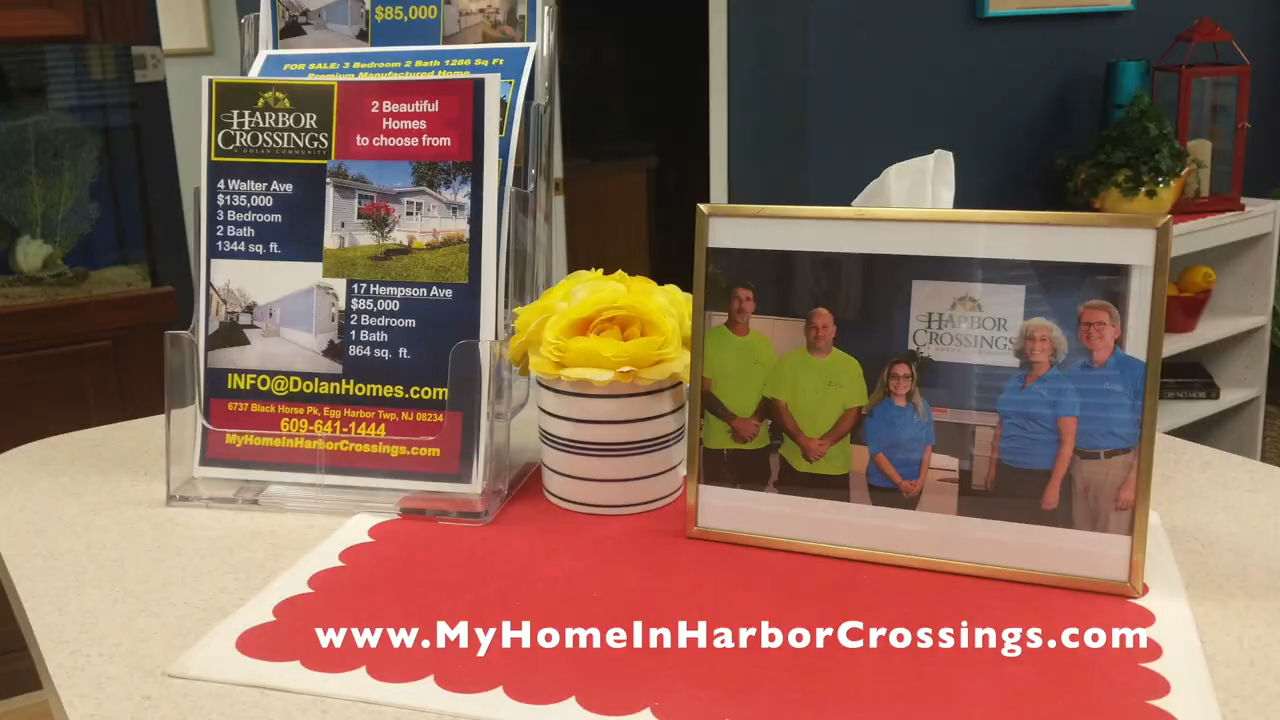 $85,000
FOR SALE: 3 Bedroom 2 Bath 1286 Sq Ft
Premium Manufactured Home
HARBOR
CROSSINGS
A DOLAN COMMUNITY
2 Beautiful
Homes
to choose from
4 Walter Ave
$135,000
3 Bedroom
2 Bath
1344 sq. ft.
17 Hempson Ave
$85,000
2 Bedroom
1 Bath
864 sq. ft.
INFO@DolanHomes.com
6737 Black Horse Pk, Egg Harbor Twp, NJ 08234
609-641-1444
MyHomeInHarborCrossings.com
HARBOR
CROSSINGS
www.MyHomeInHarborCrossings.com